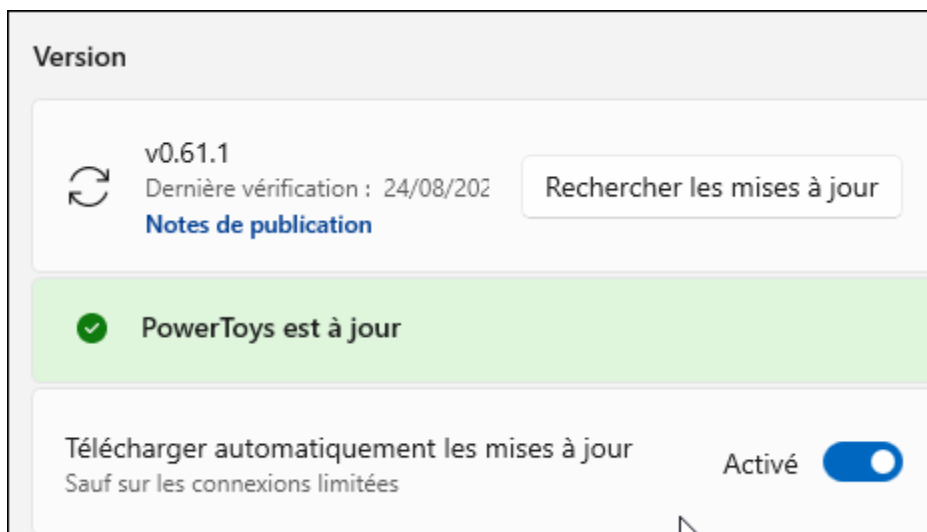 Version
v0.61.1
Dernière vérification : 24/08/202
Rechercher les mises à jour
Notes de publication
PowerToys est à jour
Télécharger automatiquement les mises à jour
Activé
Sauf sur les connexions limitées